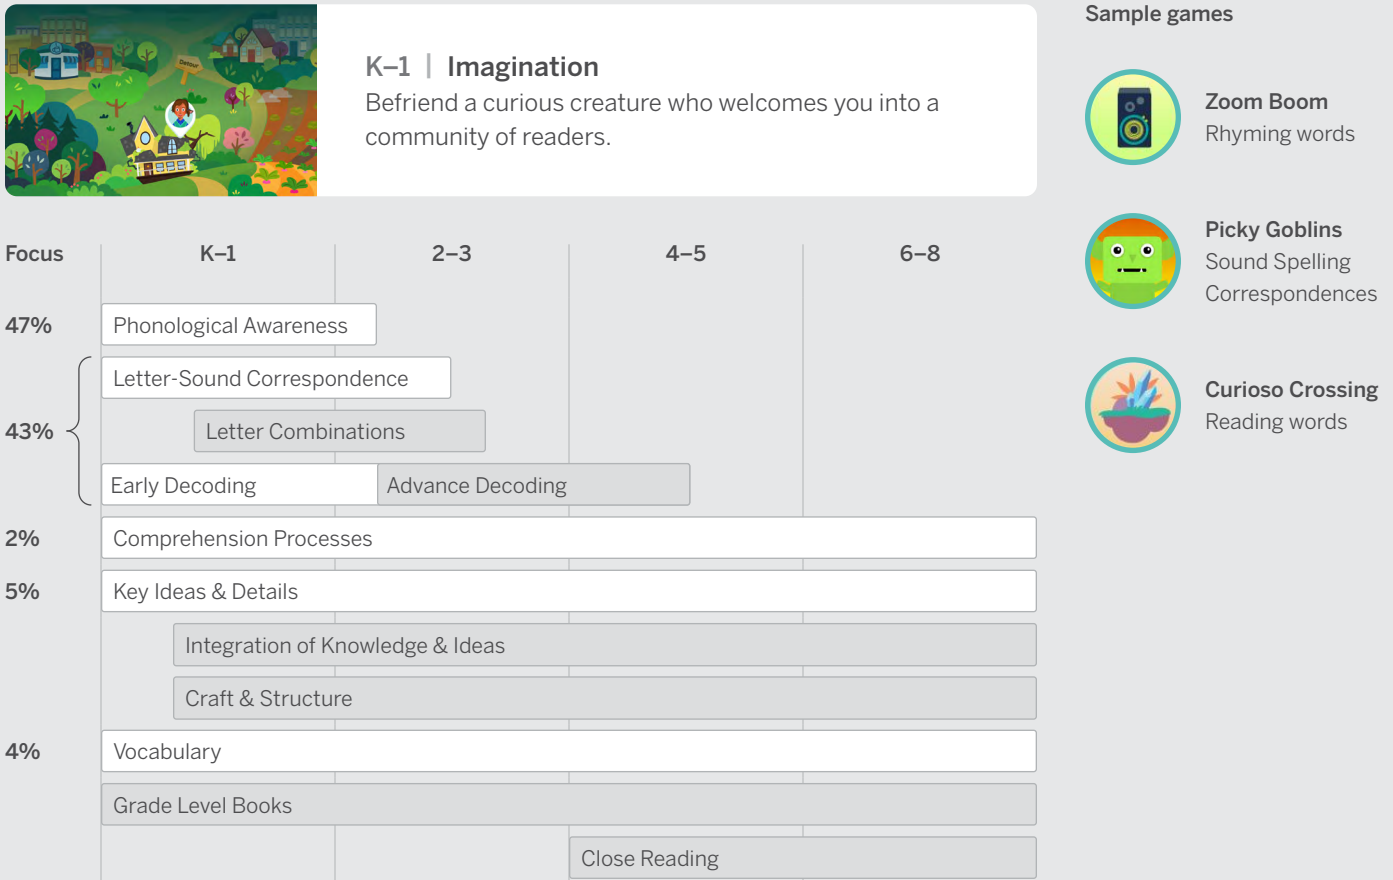 K–1 | Imagination
Befriend a curious creature who welcomes you into a
community of readers.
Detour
Focus K–1 2–3 4–5 6–8
47% Phonological Awareness
Letter-Sound Correspondence
43% Letter Combinations
Early Decoding Advance Decoding
2% Comprehension Processes
5% Key Ideas & Details
Integration of Knowledge & Ideas
Craft & Structure
4% Vocabulary
Grade Level Books
Close Reading
Sample games
Zoom Boom
Rhyming words
Picky Goblins
Sound Spelling
Correspondences
Curioso Crossing
Reading words